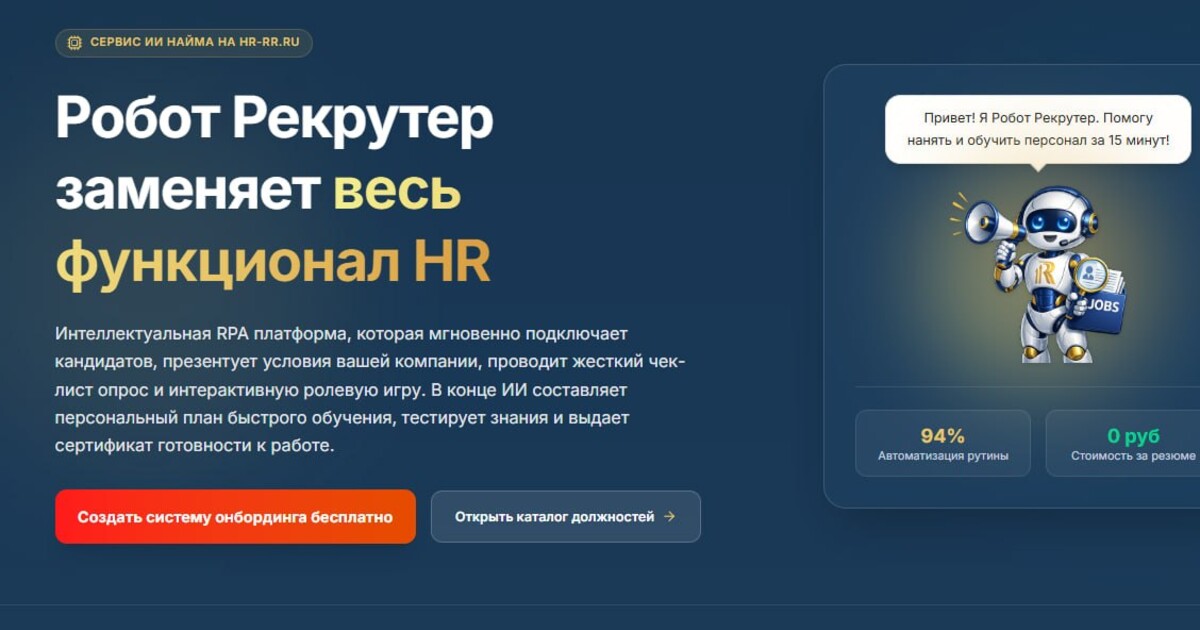 СЕРВИС ИИ НАЙМА НА HR-RR.RU
Робот Рекрутер
заменяет весь
функционал HR
Интеллектуальная RPA платформа, которая мгновенно подключает
кандидатов, презентует условия вашей компании, проводит жесткий чек-
лист опрос и интерактивную ролевую игру. В конце ИИ составляет
персональный план быстрого обучения, тестирует знания и выдает
сертификат готовности к работе.
Создать систему онбординга бесплатно
Открыть каталог должностей →
Привет! Я Робот Рекрутер. Помогу
нанять и обучить персонал за 15 минут!
R
JOBS
94%
Автоматизация рутины
0 руб
Стоимость за резюме